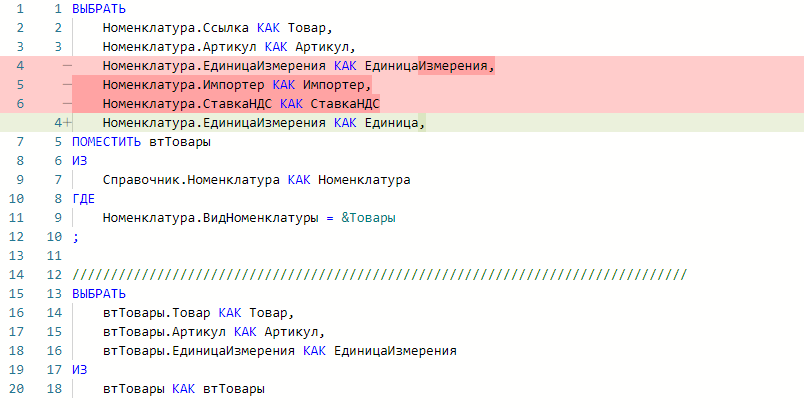 1 1 ВЫБРАТЬ
2 2 Номенклатура.Ссылка КАК Товар,
3 3 Номенклатура.Артикул КАК Артикул,
4 — Номенклатура.ЕдиницаИзмерения КАК ЕдиницаИзмерения,
5 — Номенклатура.Импортер КАК Импортер,
6 — Номенклатура.СтавкаНДС КАК СтавкаНДС
4+ Номенклатура.ЕдиницаИзмерения КАК Единица,
7 5 ПОМЕСТИТЬ втТовары
8 6 ИЗ
9 7 Справочник.Номенклатура КАК Номенклатура
10 8 ГДЕ
11 9 Номенклатура.ВидНоменклатуры = &Товары
12 10 ;
13 11
14 12 ////////////////////////////////////////////////////////////////////////////////
15 13 ВЫБРАТЬ
16 14 втТовары.Товар КАК Товар,
17 15 втТовары.Артикул КАК Артикул,
18 16 втТовары.ЕдиницаИзмерения КАК ЕдиницаИзмерения
19 17 ИЗ
20 18 втТовары КАК втТовары